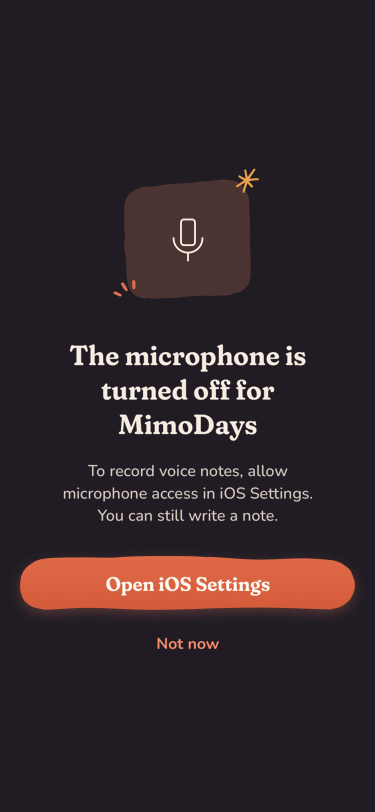 The microphone is
turned off for
MimoDays
To record voice notes, allow
microphone access in iOS Settings.
You can still write a note.
Open iOS Settings
Not now